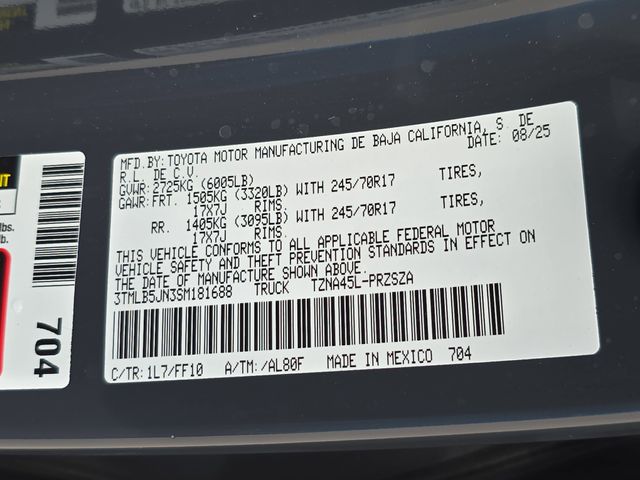 MFD.BY: TOYOTA MOTOR MANUFACTURING DE BAJA CALIFORNIA, S. DE
R.L. DE C.V. DATE: 08/25
GVWR: 2725KG (6005LB)
GAWR: FRT. 1505KG (3320LB) WITH 245/70R17 TIRES,
17X7J RIMS.
RR. 1405KG (3095LB) WITH 245/70R17 TIRES,
17X7J RIMS.
THIS VEHICLE CONFORMS TO ALL APPLICABLE FEDERAL MOTOR
VEHICLE SAFETY AND THEFT PREVENTION STANDARDS IN EFFECT ON
THE DATE OF MANUFACTURE SHOWN ABOVE.
3TMLB5JN3SM181688 TRUCK TZNA45L-PRZSZA
C/TR: 1L7/FF10 A/TM: /AL80F MADE IN MEXICO 704
lbs.
lb.
704